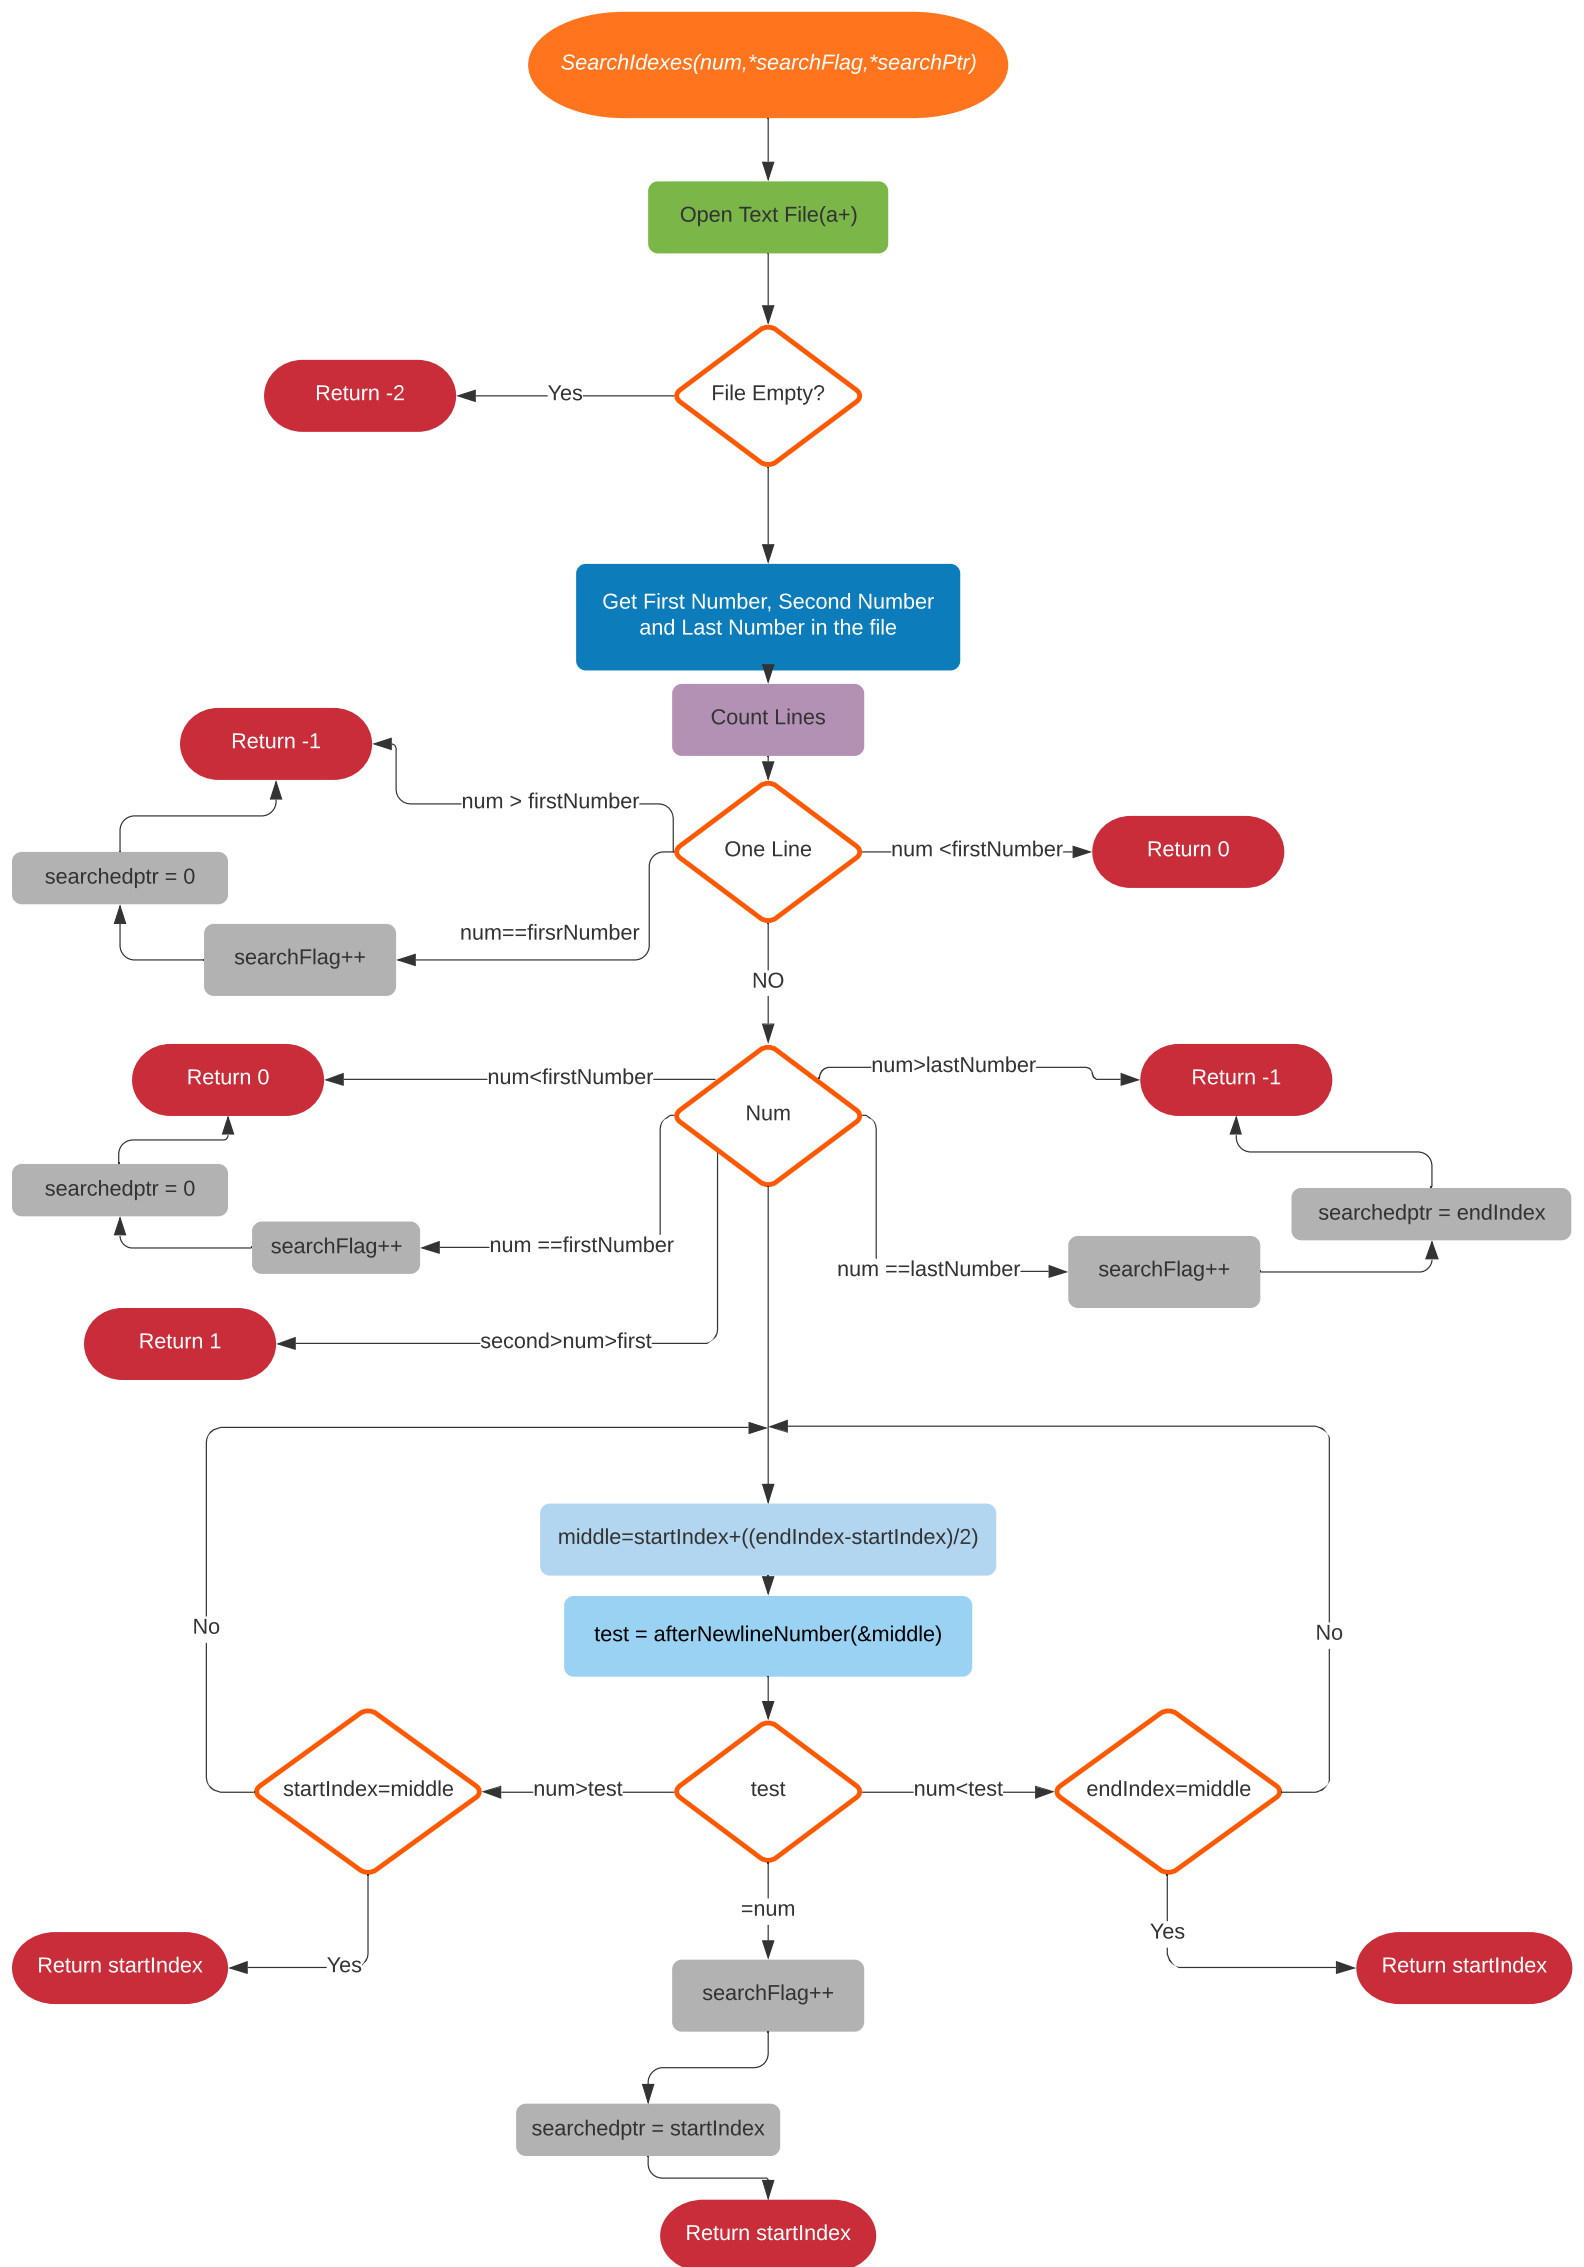 SearchIdexes(num,*searchFlag,*searchPtr)
Open Text File(a+)
File Empty?
Yes
Return -2
Get First Number, Second Number
and Last Number in the file
Count Lines
Return -1
num > firstNumber
One Line
num <firstNumber
Return 0
searchedptr = 0
num==firsrNumber
searchFlag++
NO
Return 0
num<firstNumber
Num
num>lastNumber
Return -1
searchedptr = 0
searchedptr = endIndex
searchFlag++
num ==firstNumber
num ==lastNumber
searchFlag++
Return 1
second>num>first
middle=startIndex+((endIndex-startIndex)/2)
No
test = afterNewlineNumber(&middle)
No
startIndex=middle
num>test
test
num<test
endIndex=middle
=num
Yes
Return startIndex
Yes
Return startIndex
searchFlag++
searchedptr = startIndex
Return startIndex